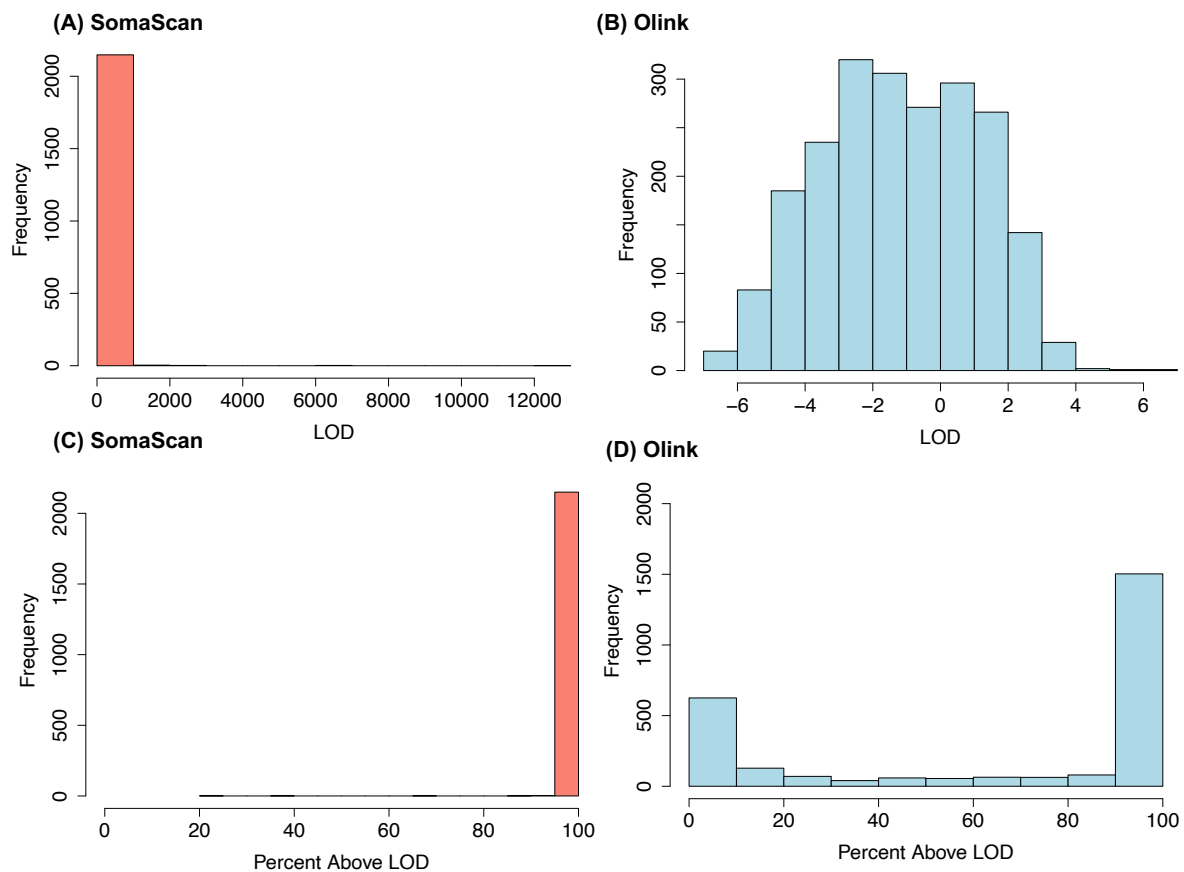 (A) SomaScan
Frequency
2000
1500
1000
500
0
0 2000 4000 6000 8000 10000 12000
LOD
(B) Olink
Frequency
300
200
100
50
0
−6 −4 −2 0 2 4 6
LOD
(C) SomaScan
Frequency
2000
1500
1000
500
0
0 20 40 60 80 100
Percent Above LOD
(D) Olink
Frequency
2000
1500
1000
500
0
0 20 40 60 80 100
Percent Above LOD